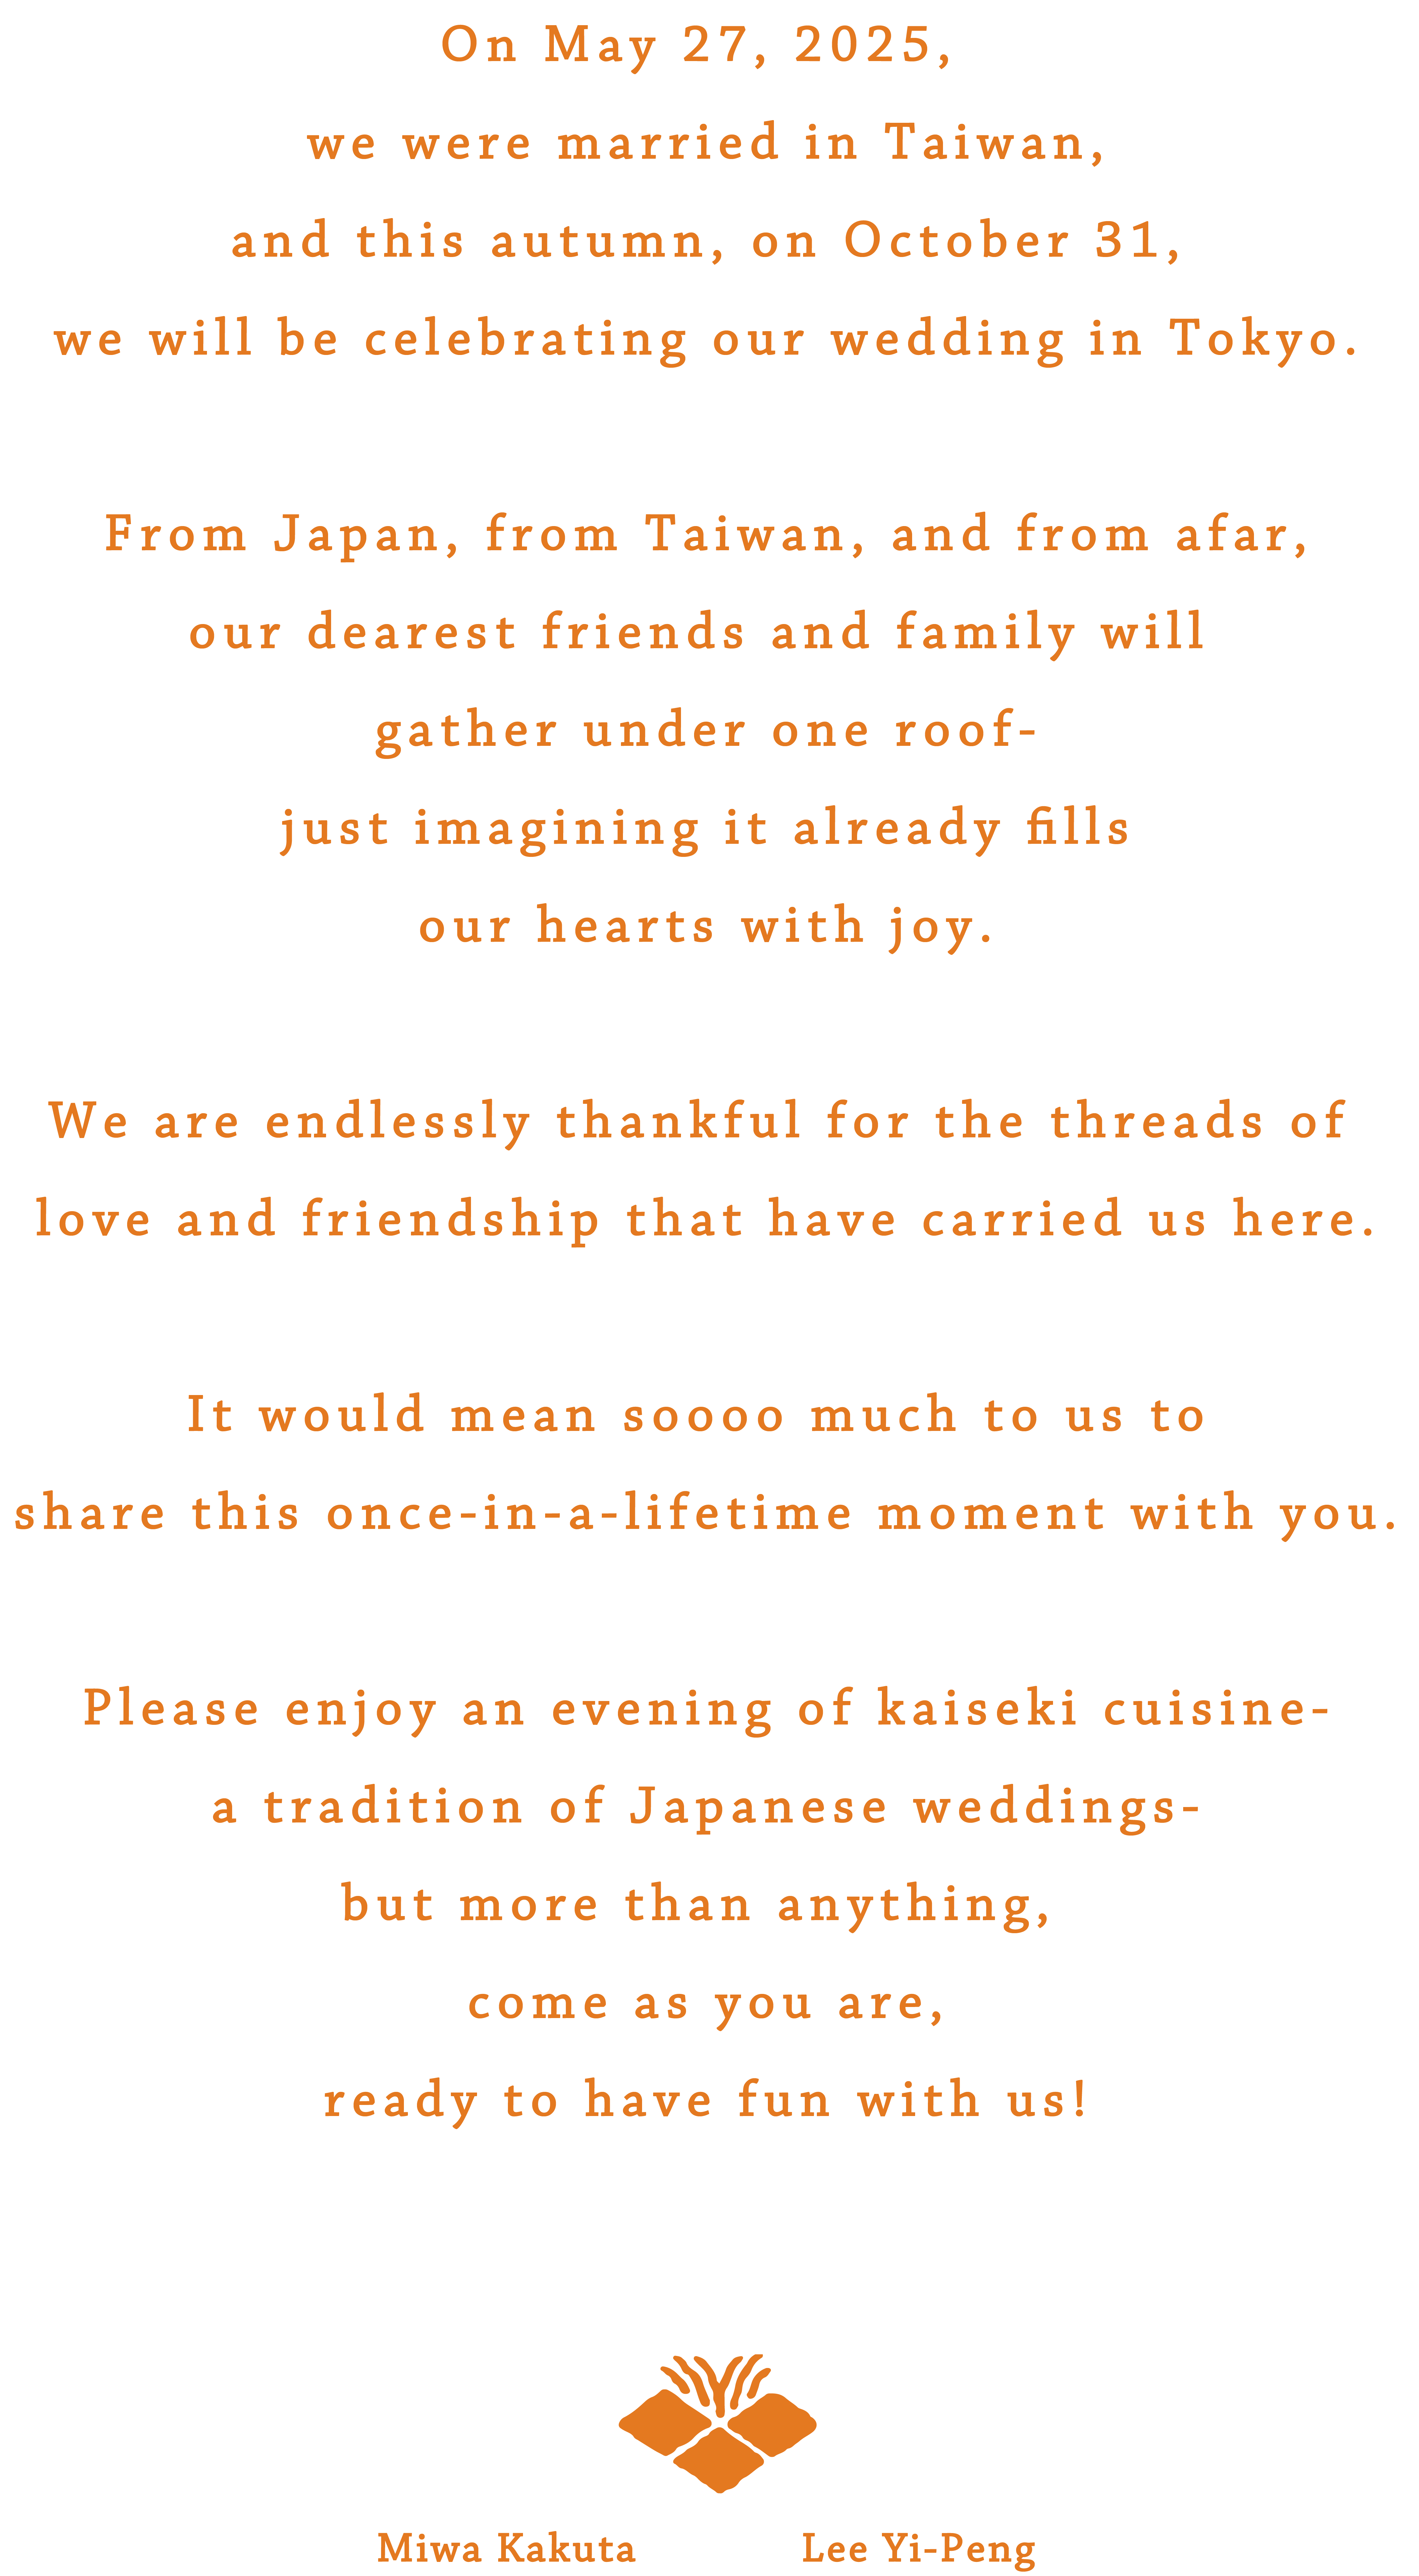 On May 27, 2025,
we were married in Taiwan,
and this autumn, on October 31,
we will be celebrating our wedding in Tokyo.
From Japan, from Taiwan, and from afar,
our dearest friends and family will
gather under one roof-
just imagining it already fills
our hearts with joy.
We are endlessly thankful for the threads of
love and friendship that have carried us here.
It would mean soooo much to us to
share this once-in-a-lifetime moment with you.
Please enjoy an evening of kaiseki cuisine-
a tradition of Japanese weddings-
but more than anything,
come as you are,
ready to have fun with us!
Miwa Kakuta Lee Yi-Peng